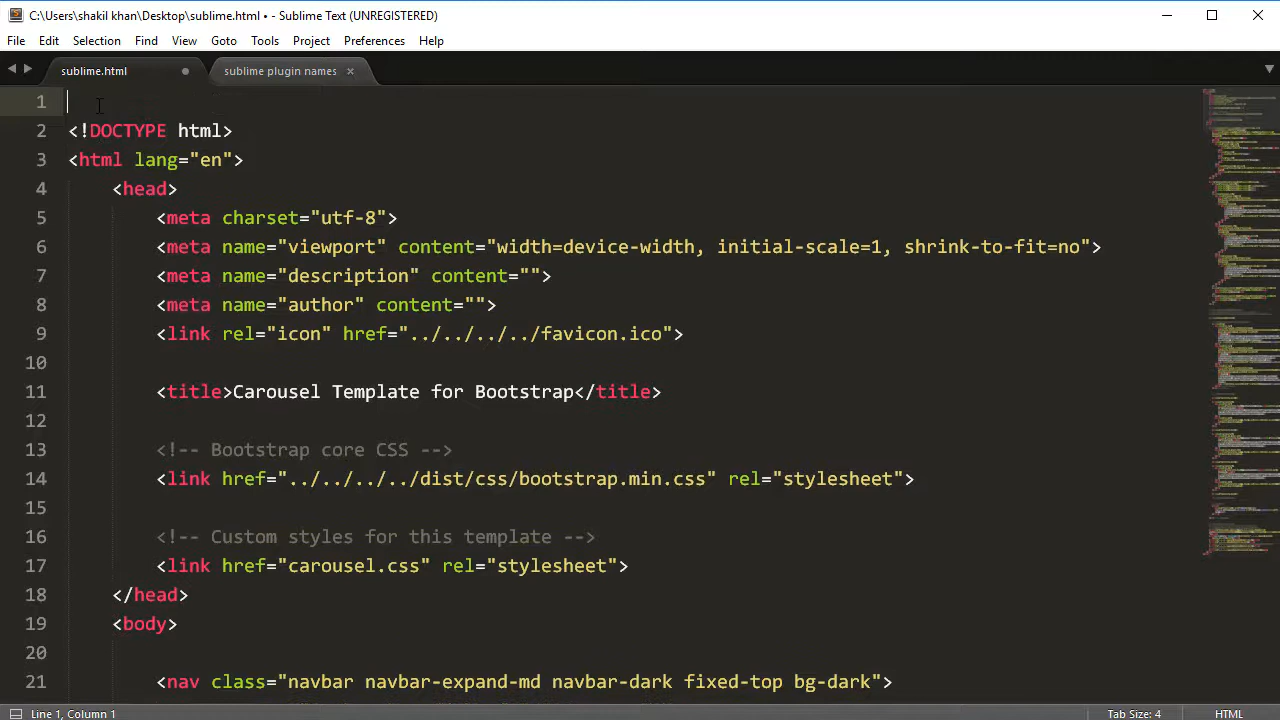 C:\Users\shakil khan\Desktop\sublime.html • - Sublime Text (UNREGISTERED)
File Edit Selection Find View Goto Tools Project Preferences Help
sublime.html sublime plugin names
1
2 <!DOCTYPE html>
3 <html lang="en">
4 <head>
5 <meta charset="utf-8">
6 <meta name="viewport" content="width=device-width, initial-scale=1, shrink-to-fit=no">
7 <meta name="description" content="">
8 <meta name="author" content="">
9 <link rel="icon" href="../../../../favicon.ico">
10
11 <title>Carousel Template for Bootstrap</title>
12
13 <!-- Bootstrap core CSS -->
14 <link href="../../../../dist/css/bootstrap.min.css" rel="stylesheet">
15
16 <!-- Custom styles for this template -->
17 <link href="carousel.css" rel="stylesheet">
18 </head>
19 <body>
20
21 <nav class="navbar navbar-expand-md navbar-dark fixed-top bg-dark">
Line 1, Column 1 Tab Size: 4 HTML